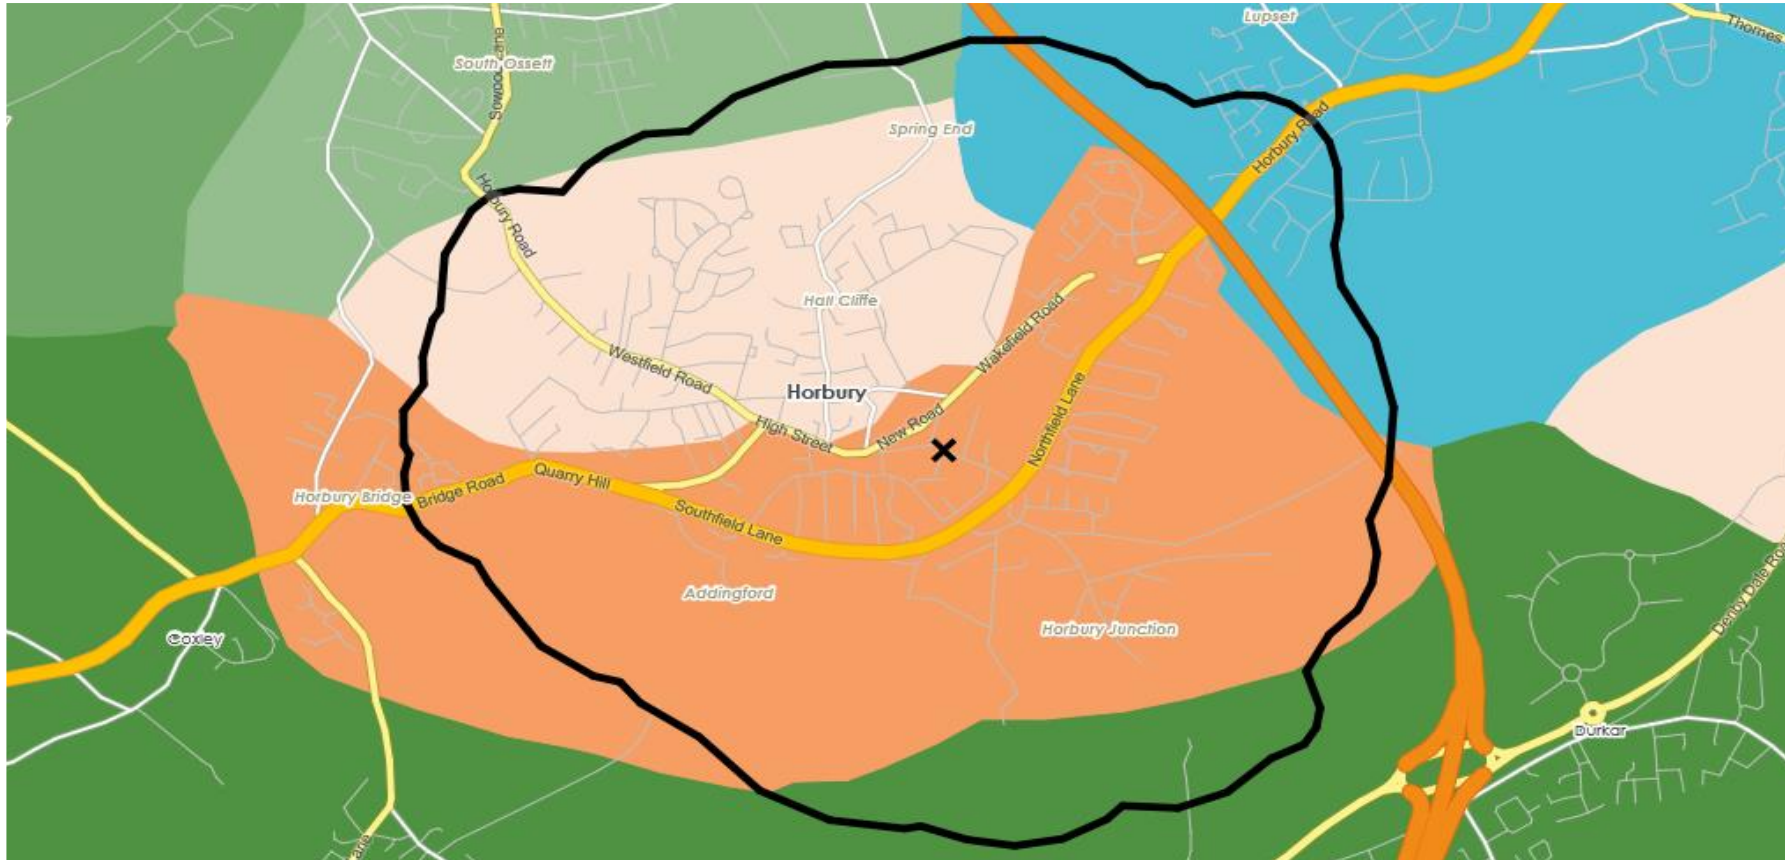 Lupset
Thornes
South Ossett
Sowood Lane
Spring End
Horbury Road
Horbury Road
Hall Cliffe
Wakefield Road
Westfield Road
Horbury
High Street
New Road
Northfield Lane
Quarry Hill
Bridge Road
Horbury Bridge
Southfield Lane
Addingford
Horbury Junction
Coxley
Denby Dale Roa
Durkar
ane